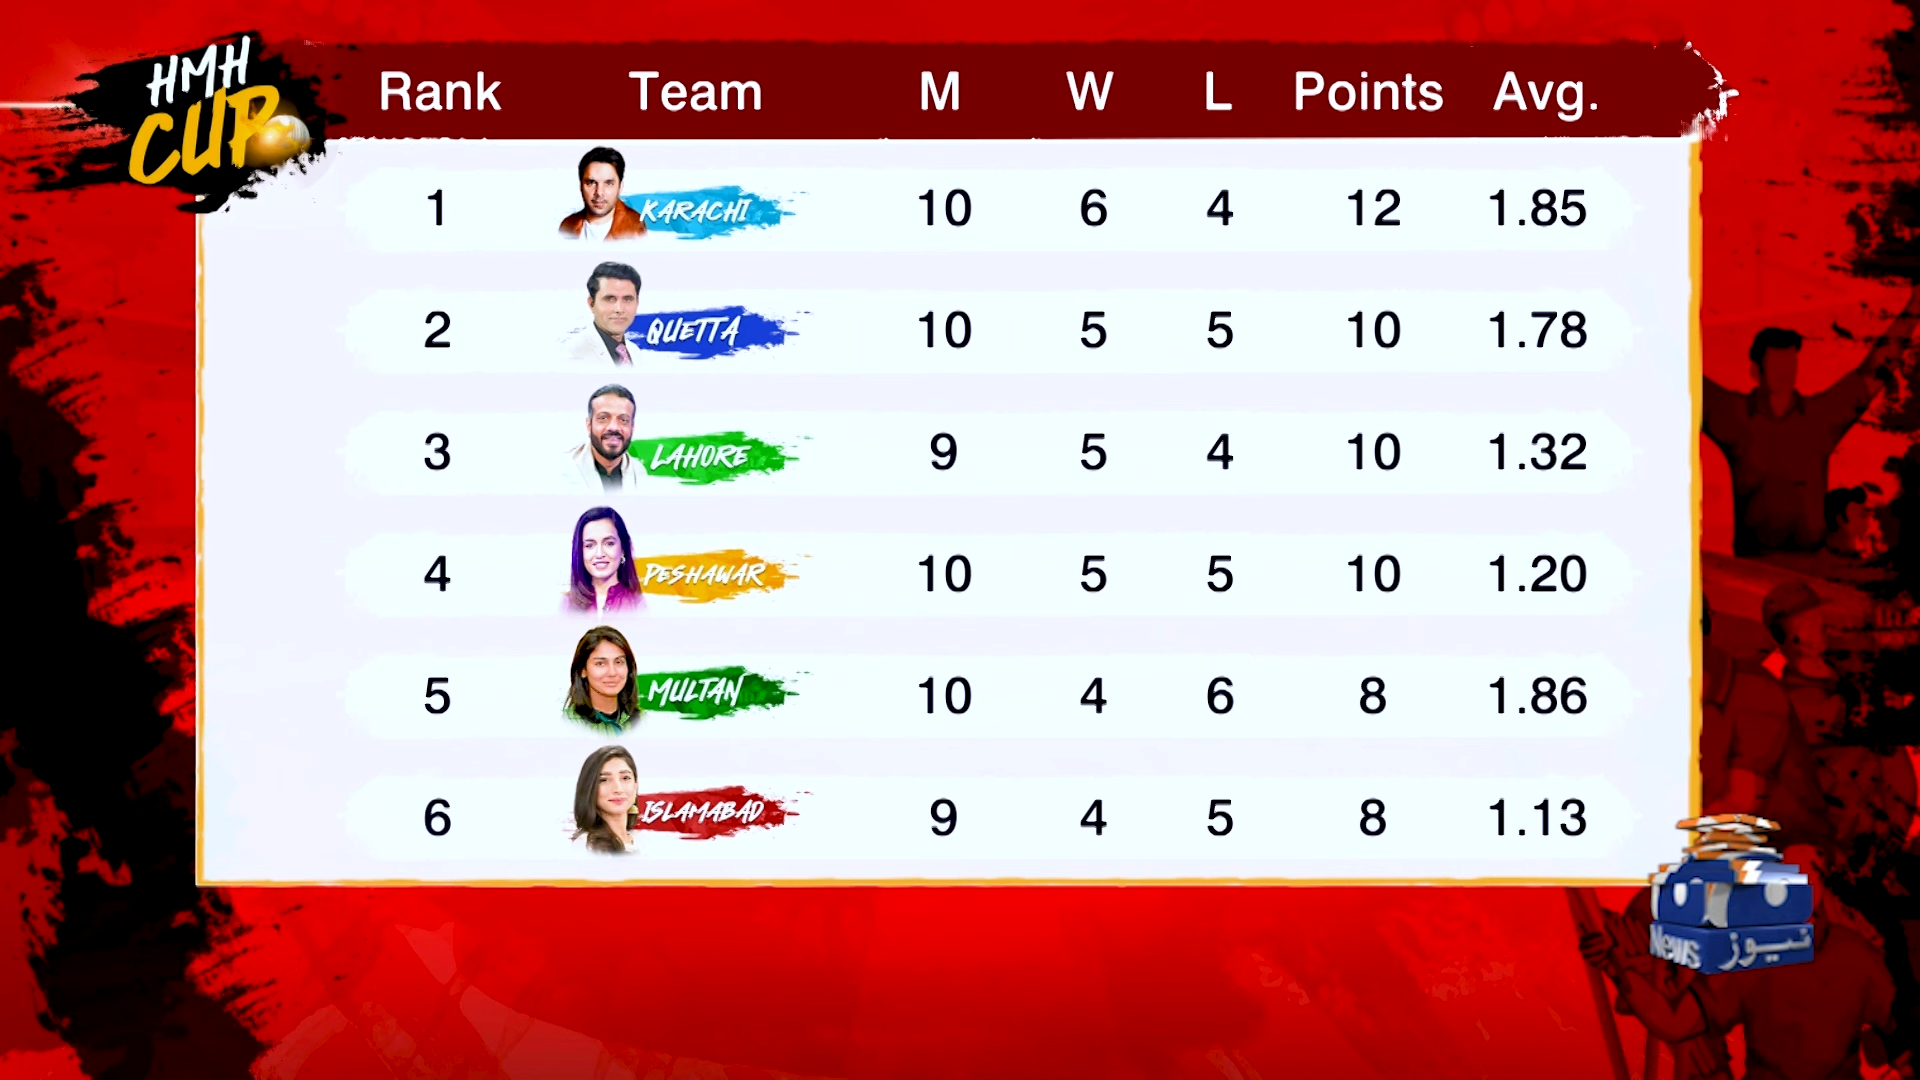 HMH
CUP
Rank Team M W L Points Avg.
1 KARACHI 10 6 4 12 1.85
2 QUETTA 10 5 5 10 1.78
3 LAHORE 9 5 4 10 1.32
4 PESHAWAR 10 5 5 10 1.20
5 MULTAN 10 4 6 8 1.86
6 ISLAMABAD 9 4 5 8 1.13
News نیوز